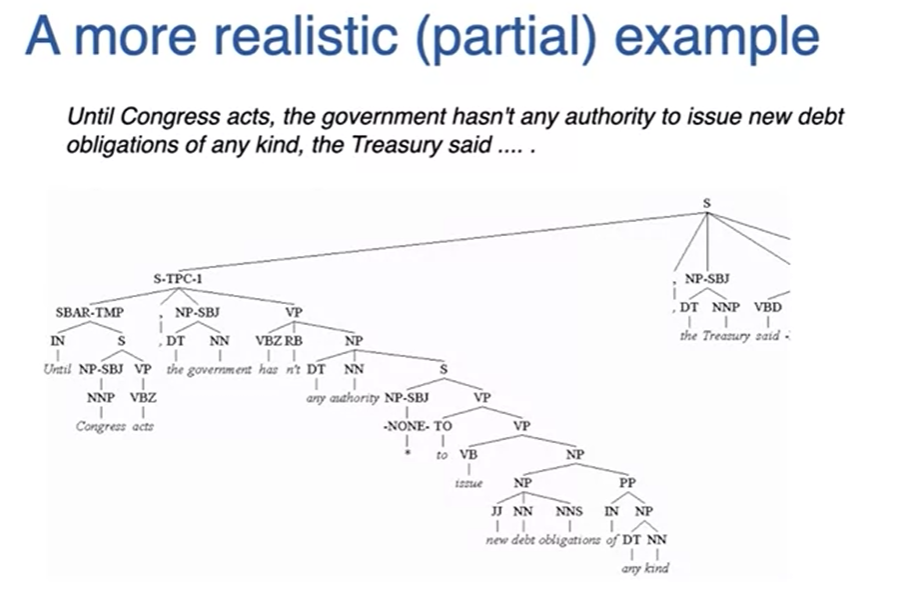 A more realistic (partial) example
Until Congress acts, the government hasn't any authority to issue new debt
obligations of any kind, the Treasury said .... .
S
S-TPC-1 , NP-SBJ
SBAR-TMP , NP-SBJ VP , DT NNP VBD
IN S , DT NN VBZ RB NP the Treasury said
Until NP-SBJ VP the government has n't DT NN S
NNP VBZ any authority NP-SBJ VP
Congress acts -NONE- TO VP
* to VB NP
issue NP PP
JJ NN NNS IN NP
new debt obligations of DT NN
any kind